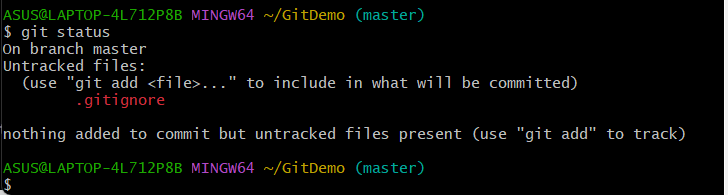 ASUS@LAPTOP-4L712P8B MINGW64 ~/GitDemo (master)
$ git status
On branch master
Untracked files:
  (use "git add <file>..." to include in what will be committed)
        .gitignore

nothing added to commit but untracked files present (use "git add" to track)

ASUS@LAPTOP-4L712P8B MINGW64 ~/GitDemo (master)
$